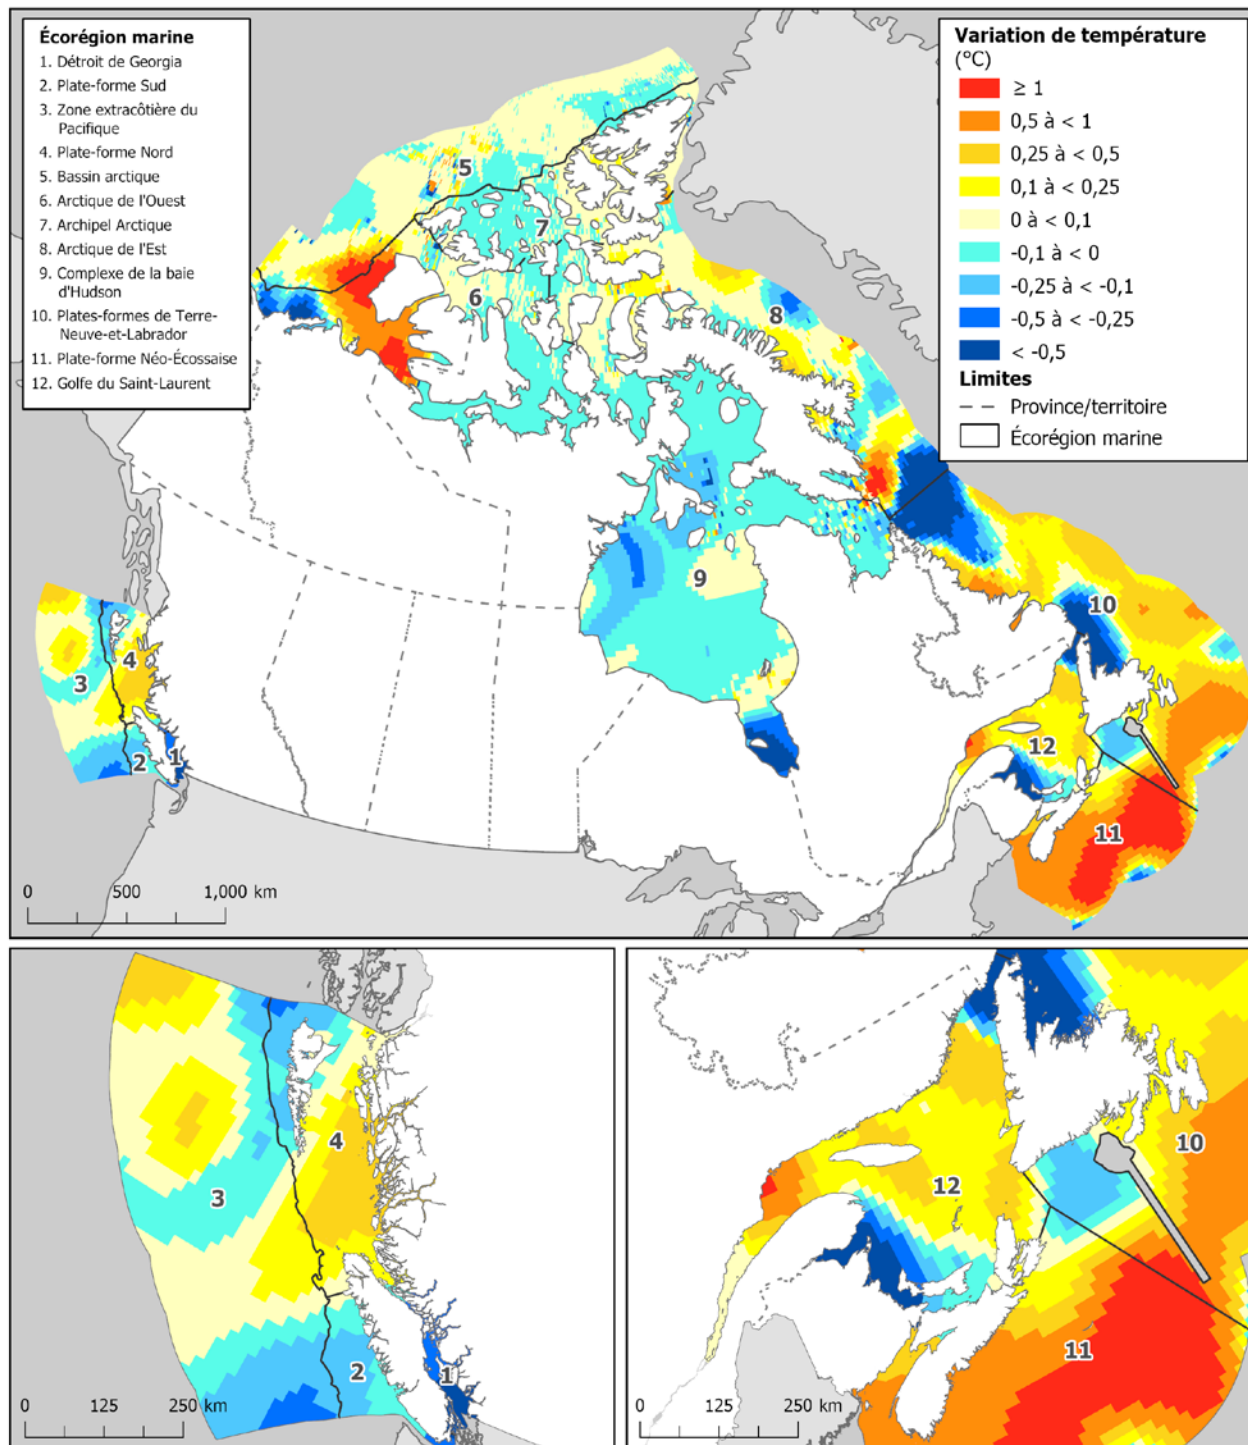 Écorégion marine
1. Détroit de Georgia
2. Plate-forme Sud
3. Zone extracôtière du
Pacifique
4. Plate-forme Nord
5. Bassin arctique
6. Arctique de l'Ouest
7. Archipel Arctique
8. Arctique de l'Est
9. Complexe de la baie
d'Hudson
10. Plates-formes de Terre-
Neuve-et-Labrador
11. Plate-forme Néo-Écossaise
12. Golfe du Saint-Laurent
Variation de température
(°C)
≥ 1
0,5 à < 1
0,25 à < 0,5
0,1 à < 0,25
0 à < 0,1
-0,1 à < 0
-0,25 à < -0,1
-0,5 à < -0,25
< -0,5
Limites
Province/territoire
Écorégion marine
5
7
6
8
9
10
4
3
2
1
12
11
0 500 1,000 km
4
3
2
1
0 125 250 km
10
12
11
0 125 250 km